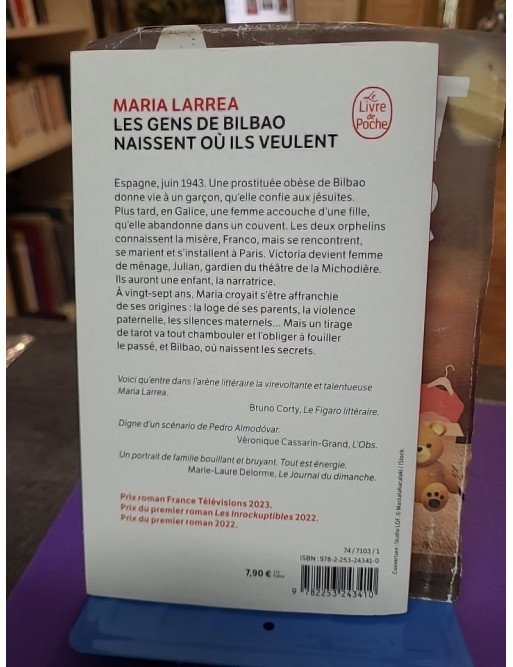 MARIA LARREA
LES GENS DE BILBAO
NAISSENT OÙ ILS VEULENT
Le
Livre
de
Poche
Espagne, juin 1943. Une prostituée obèse de Bilbao
donne vie à un garçon, qu'elle confie aux jésuites.
Plus tard, en Galice, une femme accouche d'une fille,
qu'elle abandonne dans un couvent. Les deux orphelins
connaissent la misère, Franco, mais se rencontrent,
se marient et s'installent à Paris. Victoria devient femme
de ménage, Julian, gardien du théâtre de la Michodière.
Ils auront une enfant, la narratrice.
À vingt-sept ans, Maria croyait s'être affranchie
de ses origines : la loge de ses parents, la violence
paternelle, les silences maternels... Mais un tirage
de tarot va tout chambouler et l'obliger à fouiller
le passé, et Bilbao, où naissent les secrets.
Voici qu'entre dans l'arène littéraire la virevoltante et talentueuse
Maria Larrea.
Bruno Corty, Le Figaro littéraire.
Digne d'un scénario de Pedro Almodóvar.
Véronique Cassarin-Grand, L'Obs.
Un portrait de famille bouillant et bruyant. Tout est énergie.
Marie-Laure Delorme, Le Journal du dimanche.
Prix roman France Télévisions 2023.
Prix du premier roman Les Inrockuptibles 2022.
Prix du premier roman 2022.
74 / 7103 / 1
ISBN : 978-2-253-24341-0
7,90 €
France
9 782253 243410
Couverture : Studio LGF. © Mustafahacalaki / iStock.